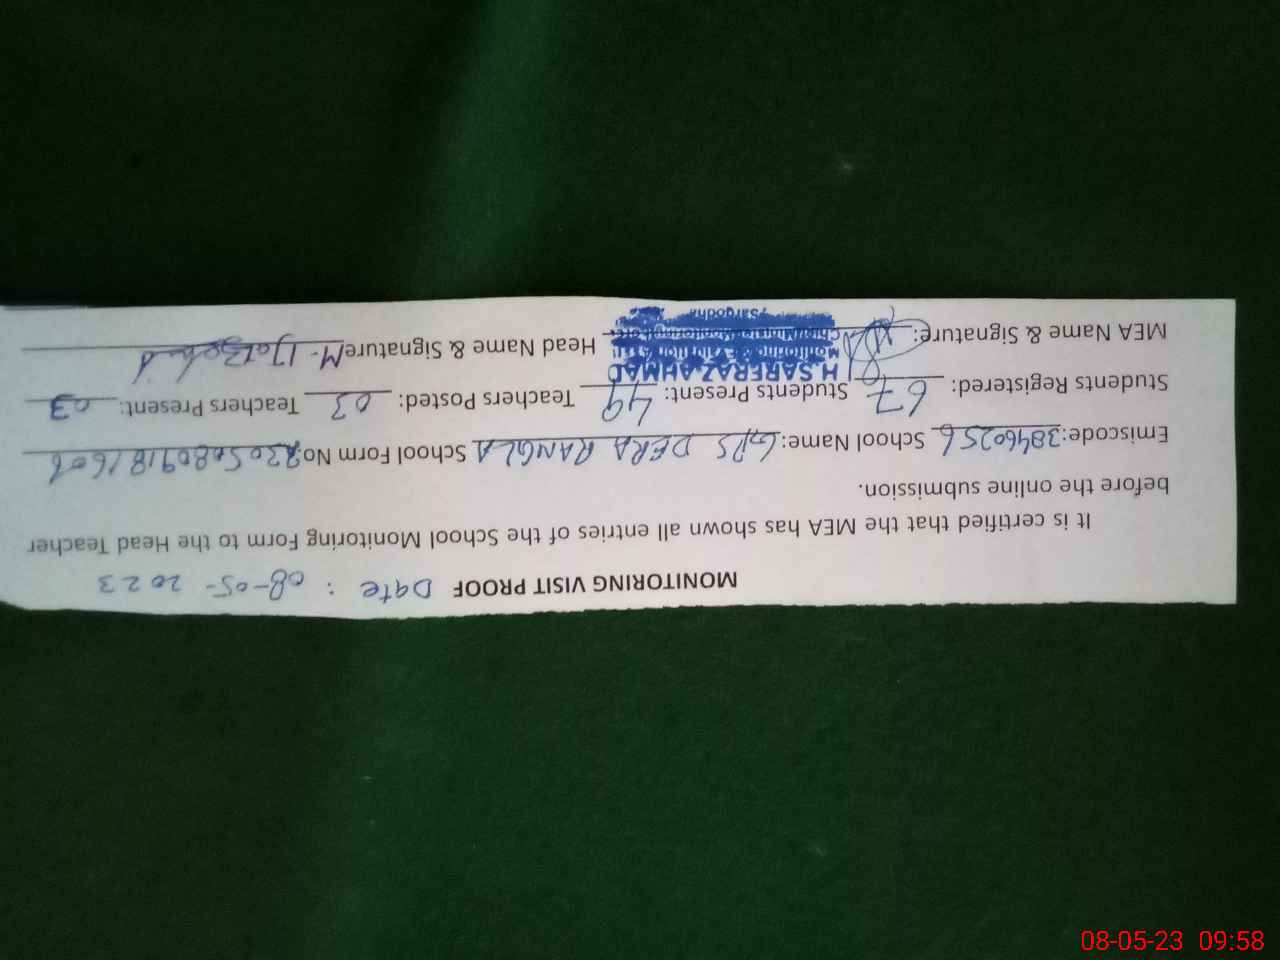 MONITORING VISIT PROOF Date : 08-05-2023
It is certified that the MEA has shown all entries of the School Monitoring Form to the Head Teacher
before the online submission.
Emiscode: 38460256 School Name: GPS DERA RANGLA School Form No: 23050809181608
Students Registered: 67 Students Present: 49 Teachers Posted: 03 Teachers Present: 03
MEA Name & Signature: H.SARFRAZ AHMAD Head Name & Signature M-
Sargodha
08-05-23 09:58